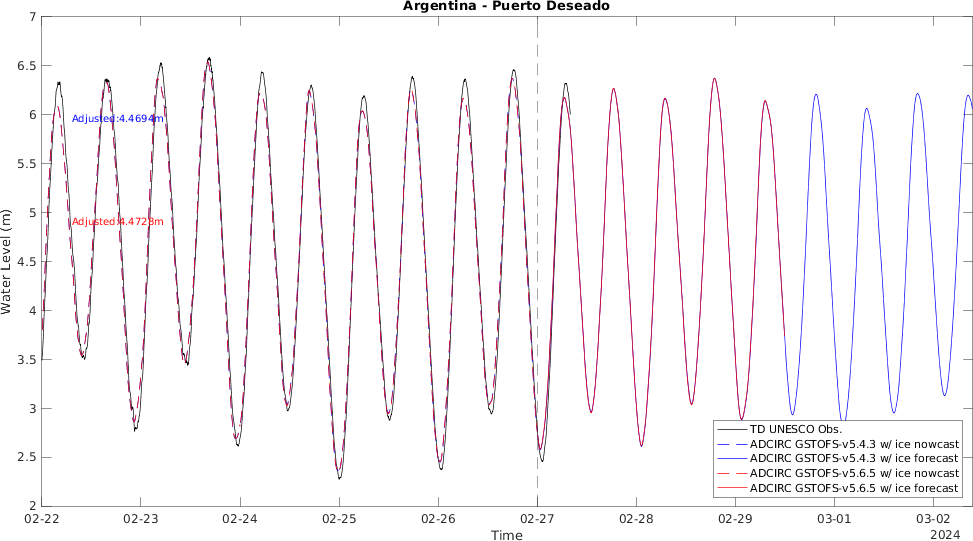 Argentina - Puerto Deseado
7
6.5
6
5.5
5
4.5
4
3.5
3
2.5
2
Water Level (m)
Adjusted:4.4694m
Adjusted:4.4728m
TD UNESCO Obs.
ADCIRC GSTOFS-v5.4.3 w/ ice nowcast
ADCIRC GSTOFS-v5.4.3 w/ ice forecast
ADCIRC GSTOFS-v5.6.5 w/ ice nowcast
ADCIRC GSTOFS-v5.6.5 w/ ice forecast
02-22 02-23 02-24 02-25 02-26 02-27 02-28 02-29 03-01 03-02
Time
2024